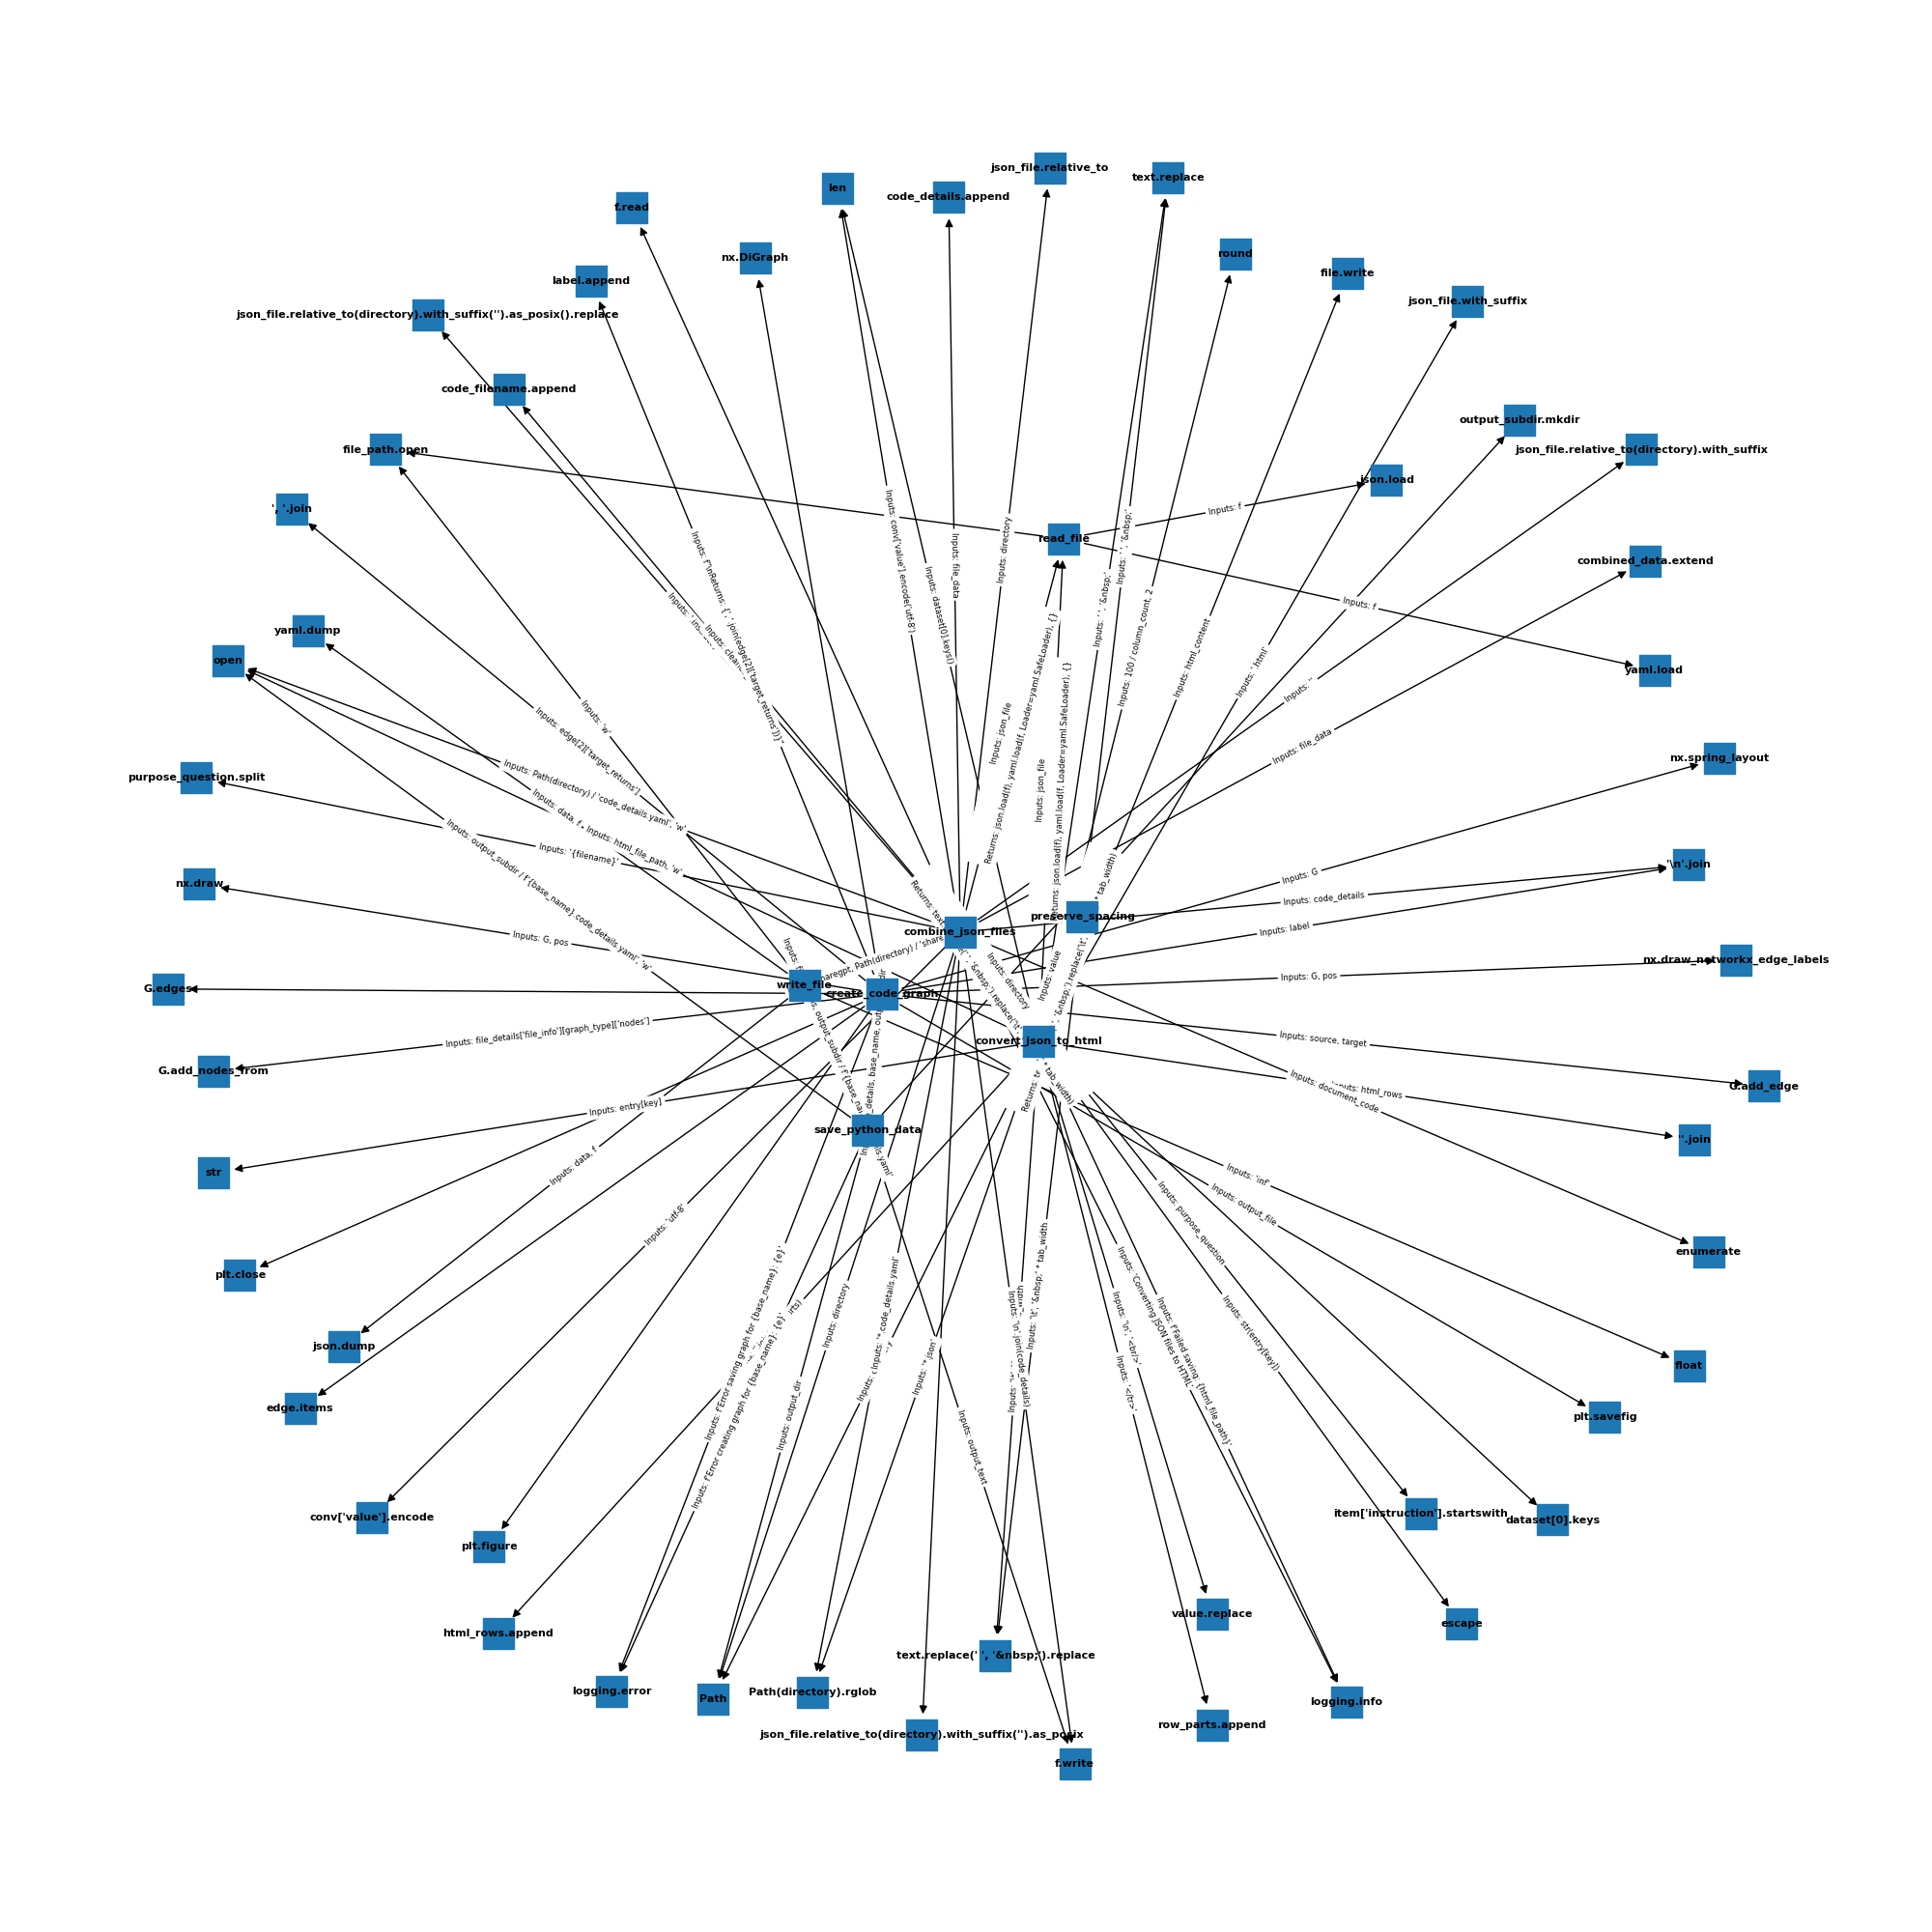 json_file.relative_to
text.replace
len
code_details.append
f.read
round
nx.DiGraph
file.write
label.append
json_file.with_suffix
json_file.relative_to(directory).with_suffix('').as_posix().replace
code_filename.append
output_subdir.mkdir
file_path.open
json_file.relative_to(directory).with_suffix
json.load
', '.join
Inputs: f
read_file
combined_data.extend
Inputs: conv['value'].encode('utf-8')
Inputs: directory
Inputs: file_data
Inputs: ' ', '&nbsp;'
Inputs: ' ', '&nbsp;'
Inputs: f
Inputs: dataset[0].keys()
Inputs: f"\nReturns: {', '.join(edge[2]['target_returns'])}"
yaml.dump
Inputs: 100 / column_count, 2
Inputs: html_content
Inputs: '.html'
open
yaml.load
Inputs: ''
Inputs: 'w'
Inputs: json_file
Returns: json.load(f), yaml.load(f, Loader=yaml.SafeLoader), {}
Inputs: json_file
Returns: json.load(f), yaml.load(f, Loader=yaml.SafeLoader), {}
Inputs: edge[2]['target_returns']
Inputs: file_data
nx.spring_layout
purpose_question.split
Inputs: Path(directory) / 'code_details.yaml', 'w'
Inputs: data, f
Inputs: html_file_path, 'w'
Inputs: '{filename}'
'\n'.join
Inputs: G
nx.draw
Inputs: output_subdir / f'{base_name}.code_details.yaml', 'w'
Inputs: code_details
preserve_spacing
combine_json_files
Inputs: label
Inputs: G, pos
nx.draw_networkx_edge_labels
Inputs: value
Inputs: directory
Inputs: G, pos
write_file
G.edges
create_code_graph
Inputs: file_details['file_info'][graph_type]['nodes']
Inputs: source, target
convert_json_to_html
G.add_nodes_from
G.add_edge
Inputs: document_code
Inputs: html_rows
Inputs: entry[key]
save_python_data
''.join
str
Inputs: data, f
Inputs: 'inf'
Inputs: output_file
Inputs: purpose_question
Inputs: 'utf-8'
enumerate
plt.close
Inputs: 'Converting JSON files to HTML'
Inputs: f'Failed saving: {html_file_path}'
Inputs: '\n', '<br/>'
Inputs: '\t', '&nbsp;' * tab_width
Inputs: f'Error saving graph for {base_name}: {e}'
Inputs: f'Error creating graph for {base_name}: {e}'
Inputs: directory
Inputs: '*.code_details.yaml'
Inputs: str(entry[key])
json.dump
float
Inputs: '</tr>'
Inputs: '*.json'
Inputs: output_dir
edge.items
plt.savefig
Inputs: output_text
conv['value'].encode
item['instruction'].startswith
dataset[0].keys
plt.figure
value.replace
escape
html_rows.append
text.replace(' ', '&nbsp;').replace
logging.error
Path
Path(directory).rglob
logging.info
row_parts.append
json_file.relative_to(directory).with_suffix('').as_posix
f.write